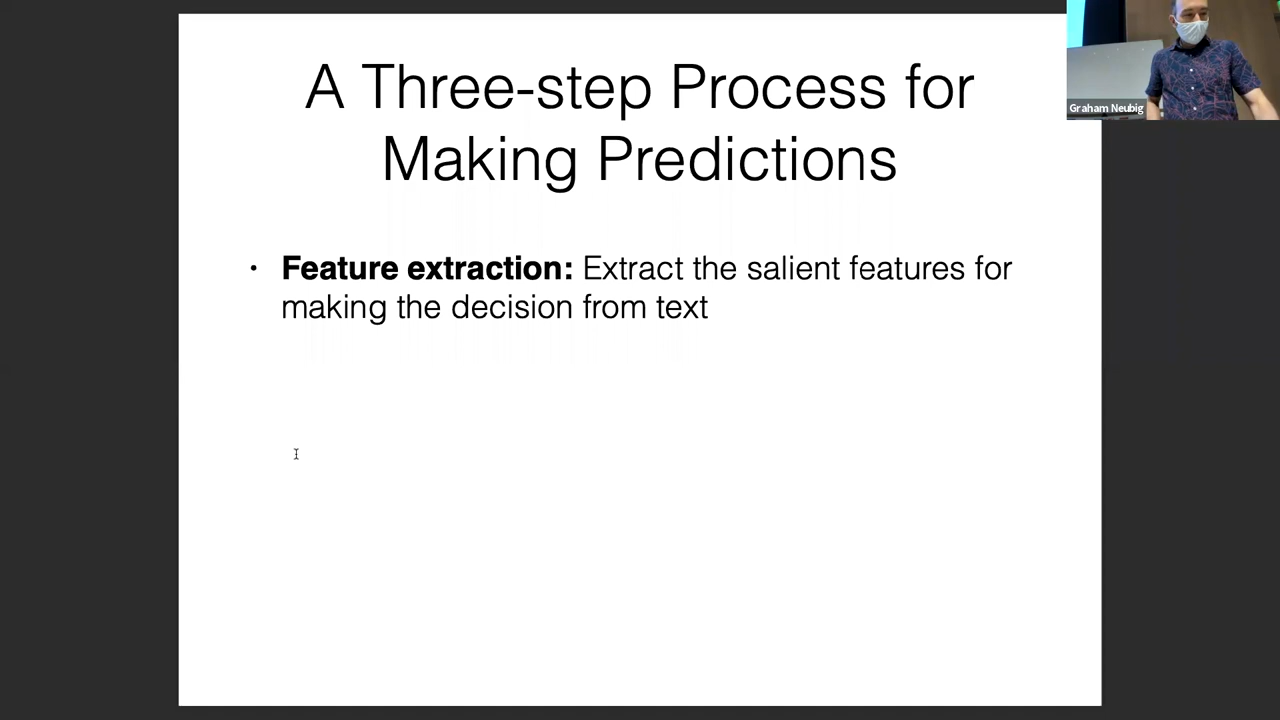 A Three-step Process for
Making Predictions
• Feature extraction: Extract the salient features for
making the decision from text
Graham Neubig